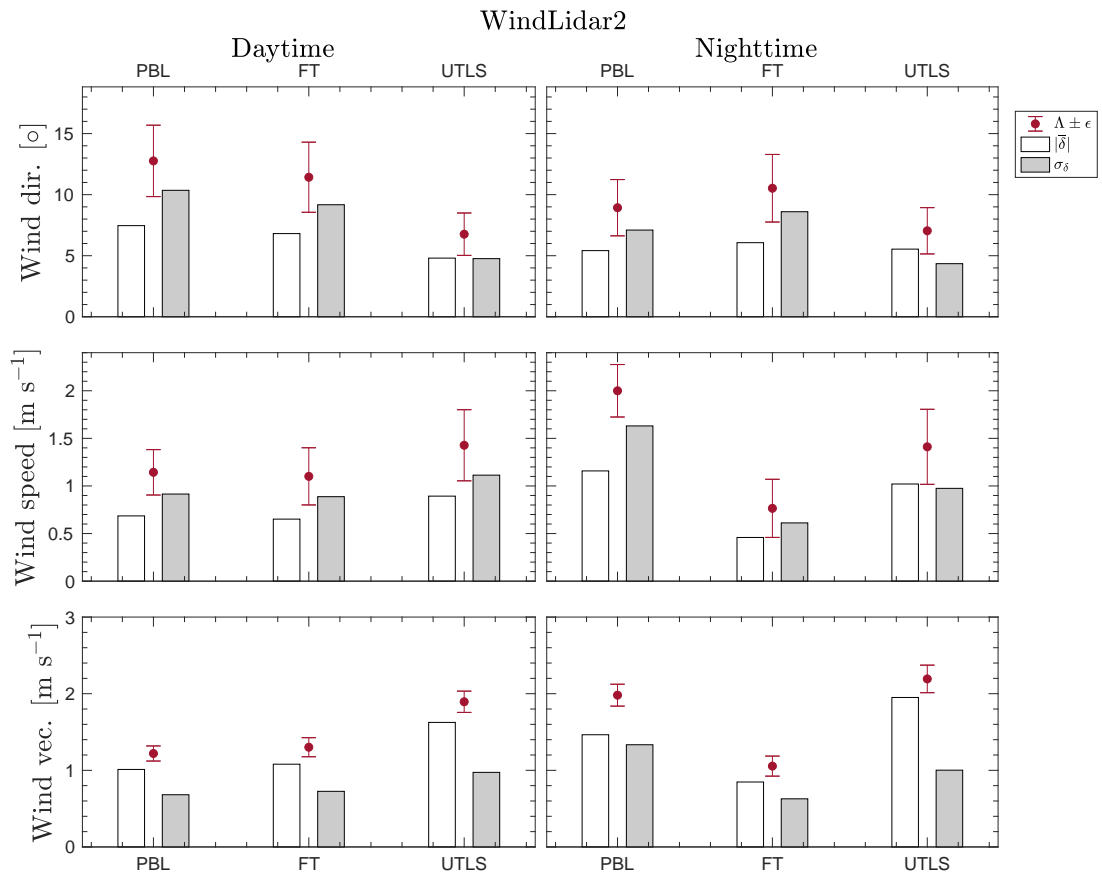 WindLidar2
Daytime Nighttime
PBL FT UTLS PBL FT UTLS
Wind dir. [○]
15
10
5
0
Λ ± ϵ
|δ̅|
σ_δ
Wind speed [m s⁻¹]
2
1.5
1
0.5
0
Wind vec. [m s⁻¹]
3
2
1
0
PBL FT UTLS PBL FT UTLS